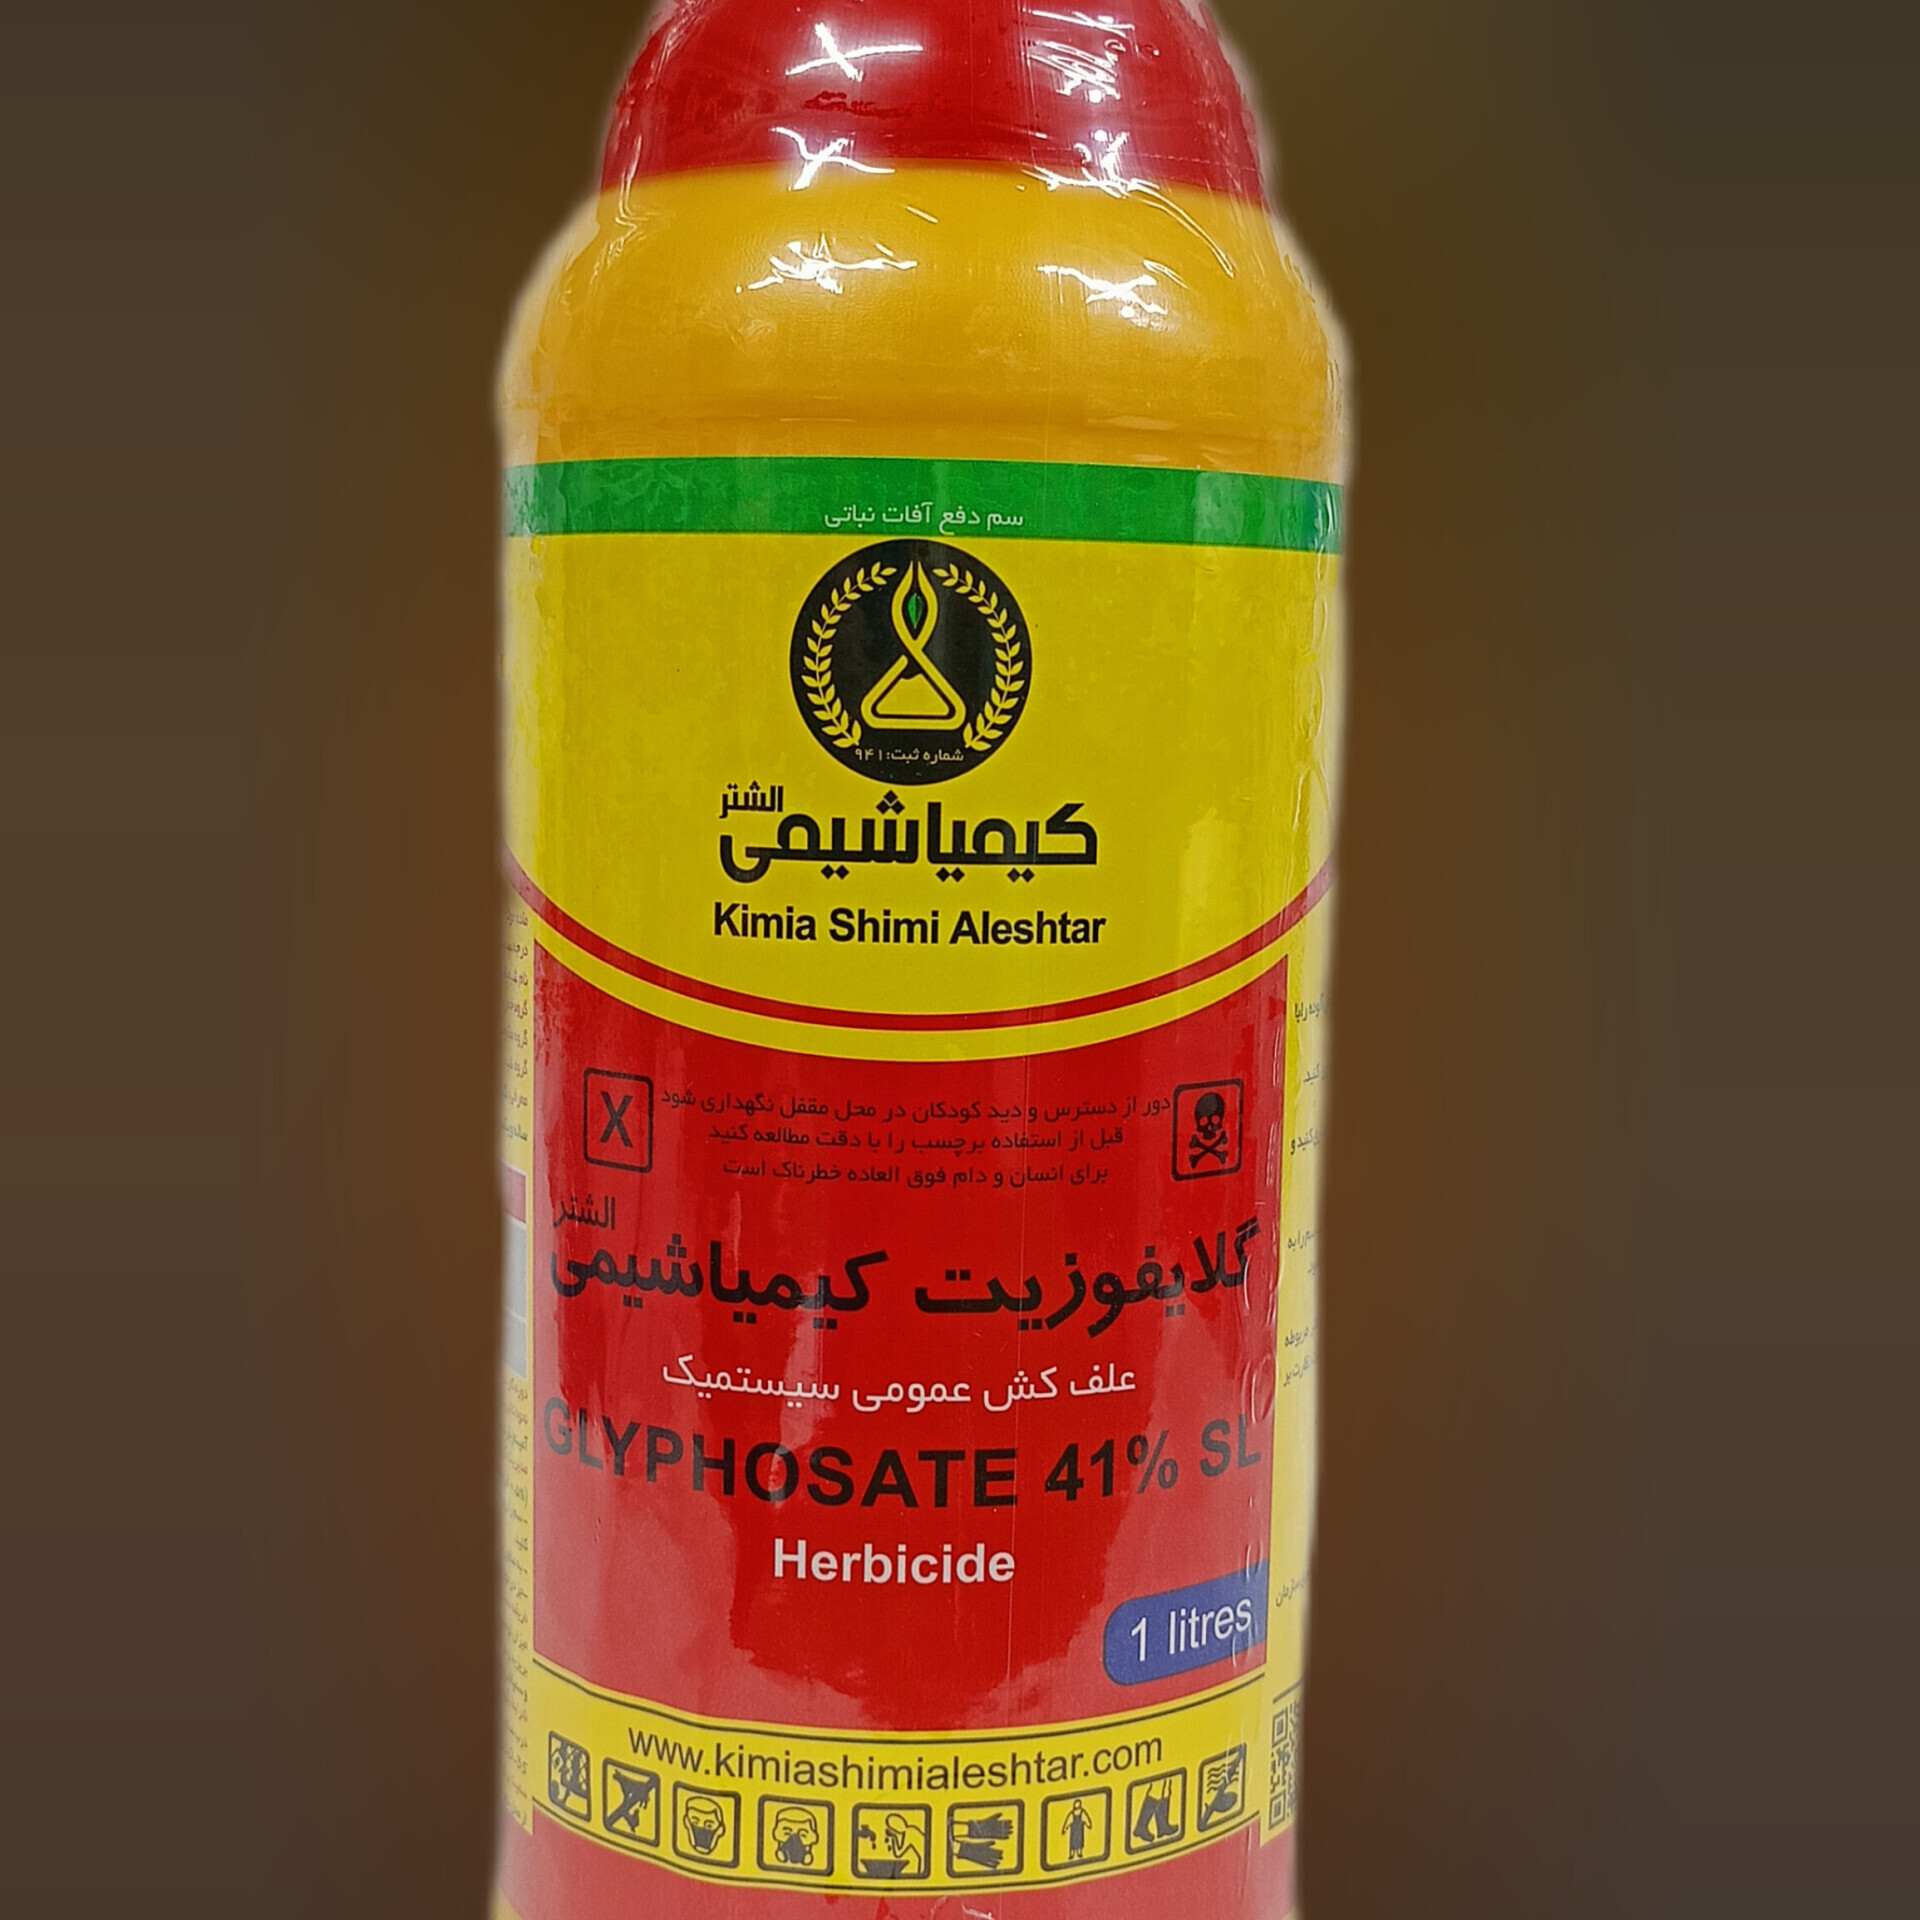 سم دفع آفات نباتی
شماره ثبت: ۹۴۱
کیمیاشیمی الشتر
Kimia Shimi Aleshtar
X
دور از دسترس و دید کودکان در محل مقفل نگهداری شود
قبل از استفاده برچسب را با دقت مطالعه کنید
برای انسان و دام فوق العاده خطرناک است
گلایفوزیت کیمیاشیمی الشتر
علف کش عمومی سیستمیک
GLYPHOSATE 41% SL
Herbicide
1 litres
www.kimiashimialeshtar.com